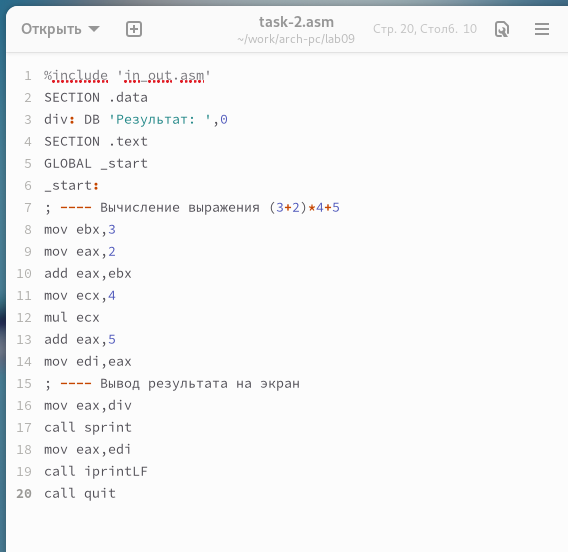 Открыть
task-2.asm
~/work/arch-pc/lab09
Стр. 20, Столб. 10
1 %include 'in_out.asm'
2 SECTION .data
3 div: DB 'Результат: ',0
4 SECTION .text
5 GLOBAL _start
6 _start:
7 ; ---- Вычисление выражения (3+2)*4+5
8 mov ebx,3
9 mov eax,2
10 add eax,ebx
11 mov ecx,4
12 mul ecx
13 add eax,5
14 mov edi,eax
15 ; ---- Вывод результата на экран
16 mov eax,div
17 call sprint
18 mov eax,edi
19 call iprintLF
20 call quit